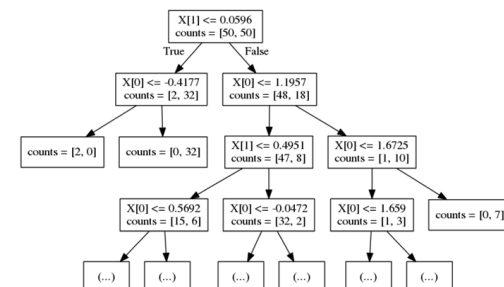 X[1] <= 0.0596
counts = [50, 50]
True
False
X[0] <= -0.4177
counts = [2, 32]
X[0] <= 1.1957
counts = [48, 18]
counts = [2, 0]
counts = [0, 32]
X[1] <= 0.4951
counts = [47, 8]
X[0] <= 1.6725
counts = [1, 10]
X[0] <= 0.5692
counts = [15, 6]
X[0] <= -0.0472
counts = [32, 2]
X[0] <= 1.659
counts = [1, 3]
counts = [0, 7]
(...)
(...)
(...)
(...)
(...)
(...)